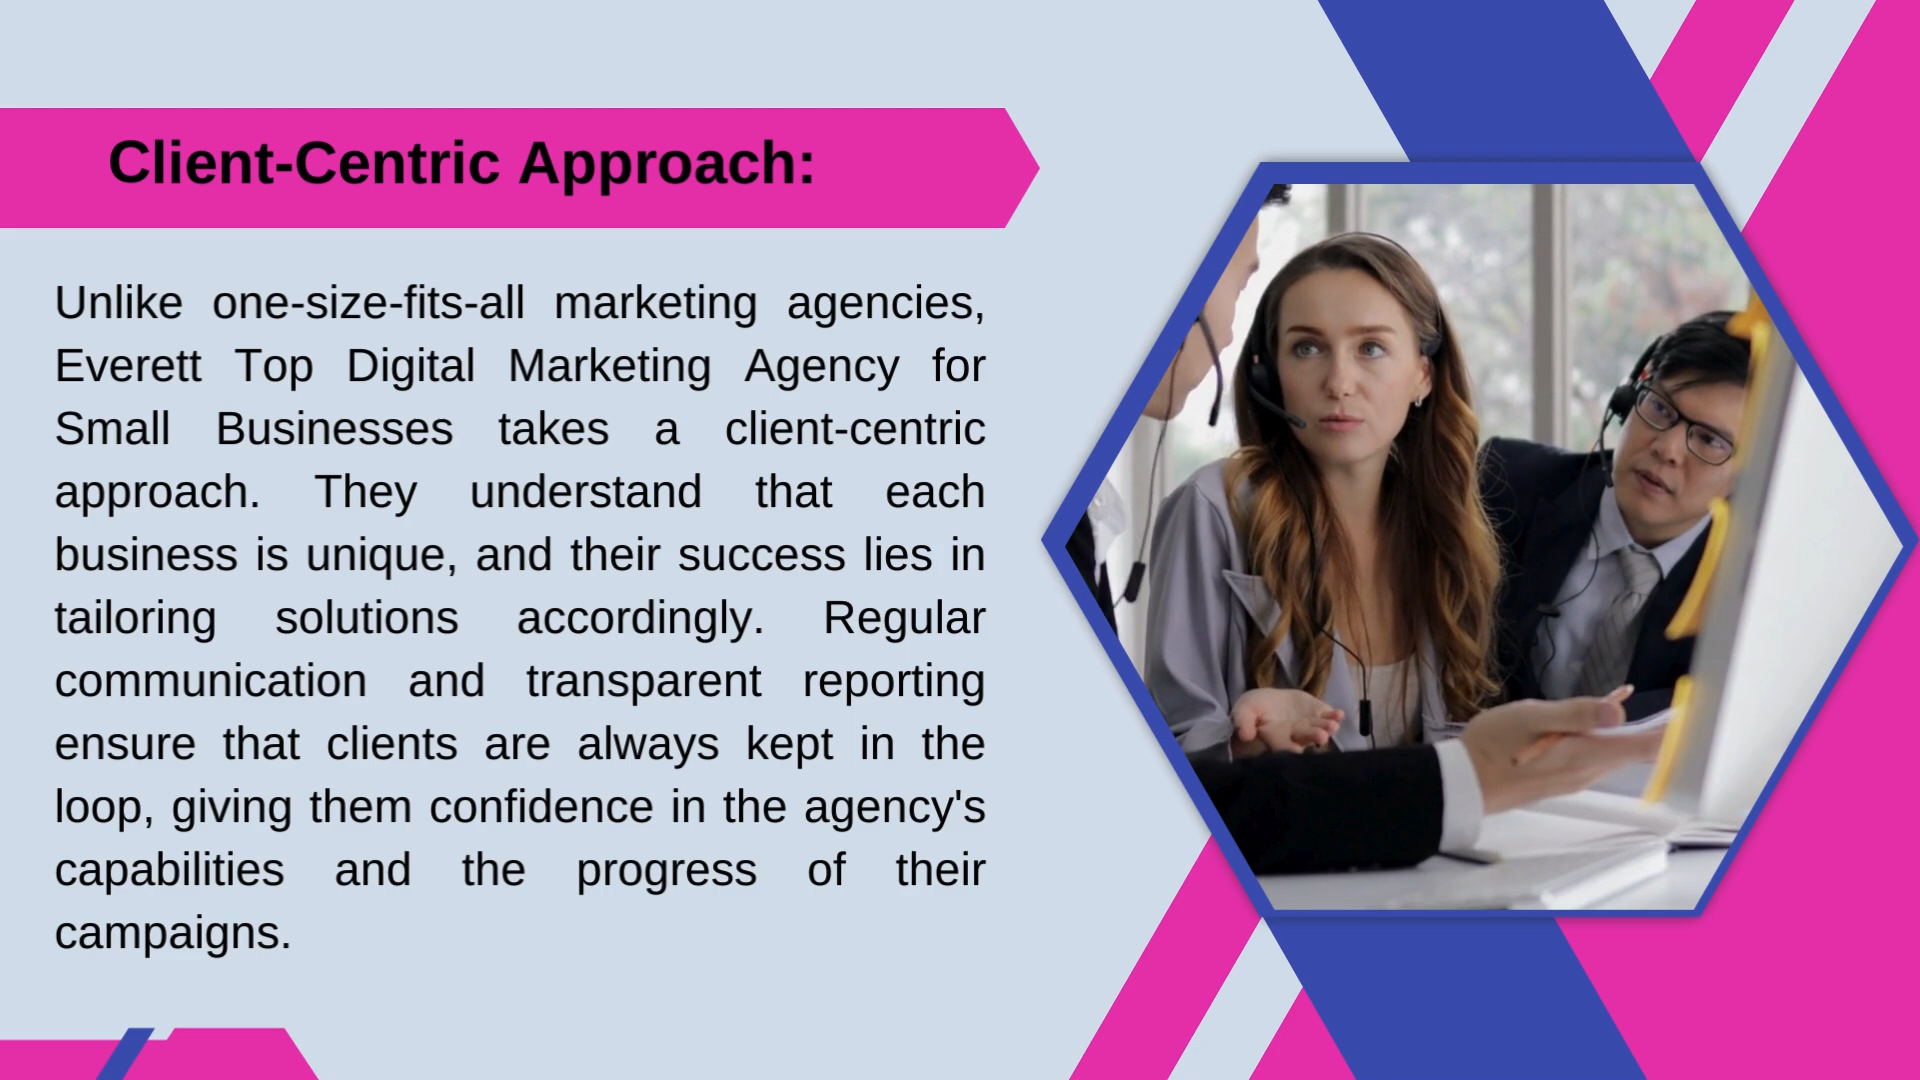 Client-Centric Approach:
Unlike one-size-fits-all marketing agencies,
Everett Top Digital Marketing Agency for
Small Businesses takes a client-centric
approach. They understand that each
business is unique, and their success lies in
tailoring solutions accordingly. Regular
communication and transparent reporting
ensure that clients are always kept in the
loop, giving them confidence in the agency's
capabilities and the progress of their
campaigns.